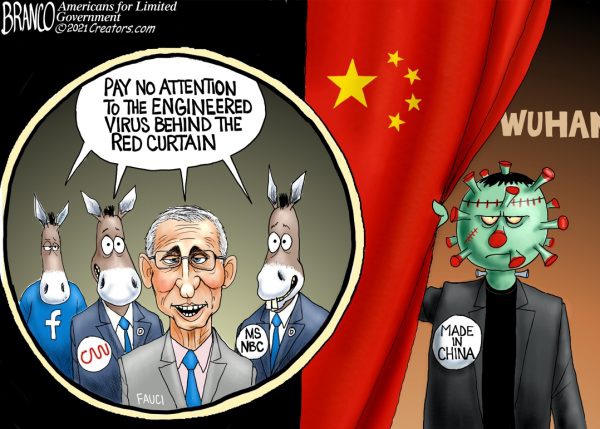 BRANCO
Americans for Limited
Government
©2021 Creators.com
PAY NO ATTENTION
TO THE ENGINEERED
VIRUS BEHIND THE
RED CURTAIN
WUHAN
f
CNN
MS
NBC
MADE
IN
CHINA
FAUCI